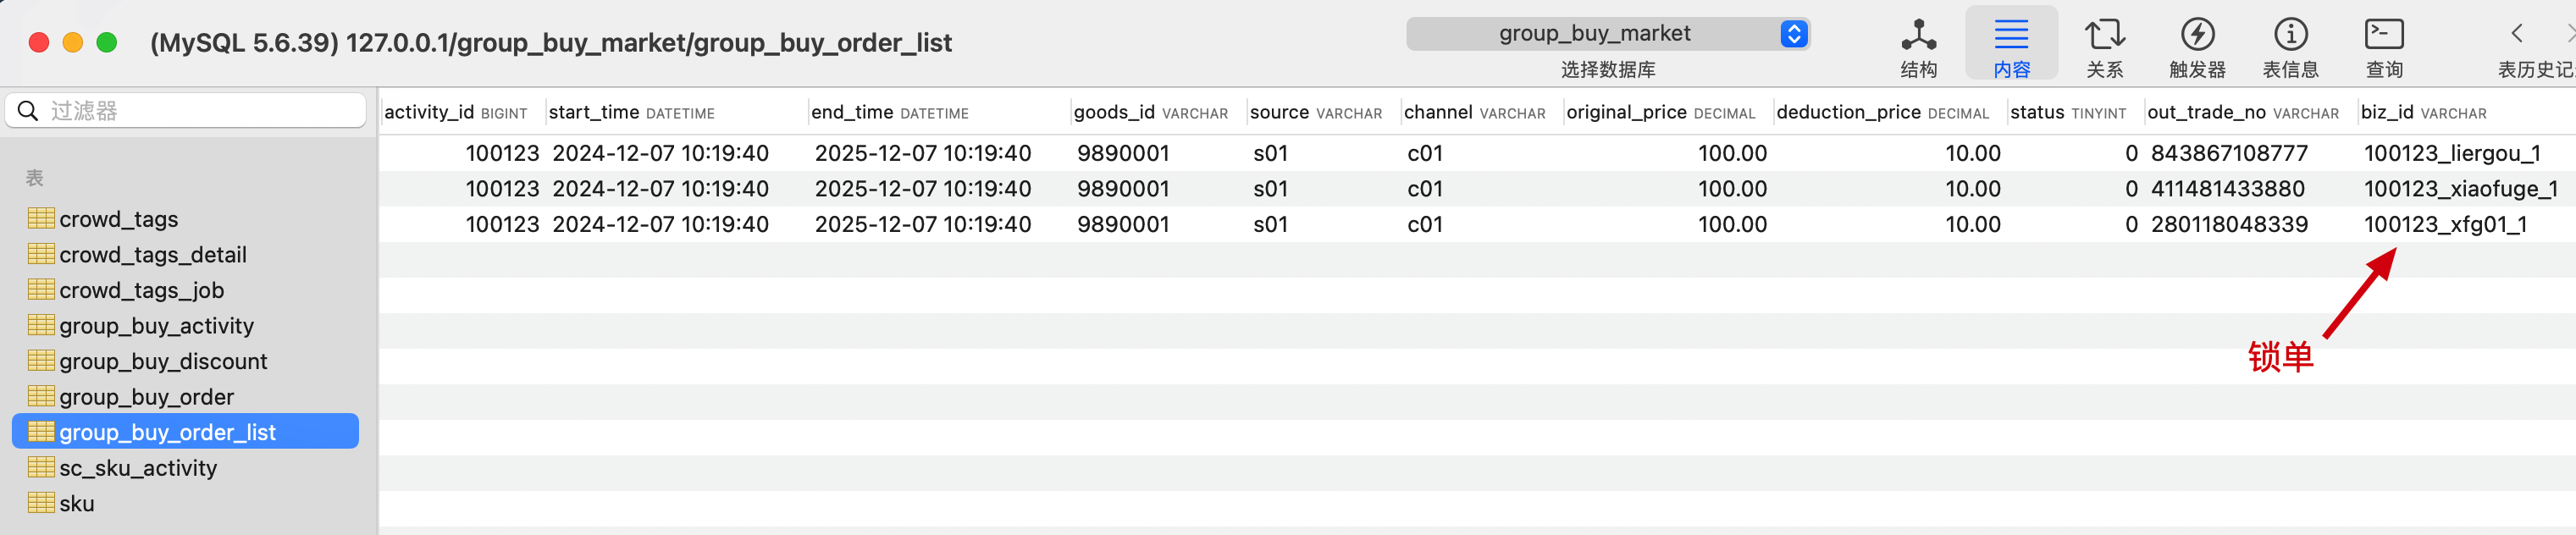 (MySQL 5.6.39) 127.0.0.1/group_buy_market/group_buy_order_list
group_buy_market
选择数据库
结构
内容
关系
触发器
表信息
查询
表历史记
过滤器
表
crowd_tags
crowd_tags_detail
crowd_tags_job
group_buy_activity
group_buy_discount
group_buy_order
group_buy_order_list
sc_sku_activity
sku
activity_id BIGINT start_time DATETIME end_time DATETIME goods_id VARCHAR source VARCHAR channel VARCHAR original_price DECIMAL deduction_price DECIMAL status TINYINT out_trade_no VARCHAR biz_id VARCHAR
100123 2024-12-07 10:19:40 2025-12-07 10:19:40 9890001 s01 c01 100.00 10.00 0 843867108777 100123_liergou_1
100123 2024-12-07 10:19:40 2025-12-07 10:19:40 9890001 s01 c01 100.00 10.00 0 411481433880 100123_xiaofuge_1
100123 2024-12-07 10:19:40 2025-12-07 10:19:40 9890001 s01 c01 100.00 10.00 0 280118048339 100123_xfg01_1
锁单